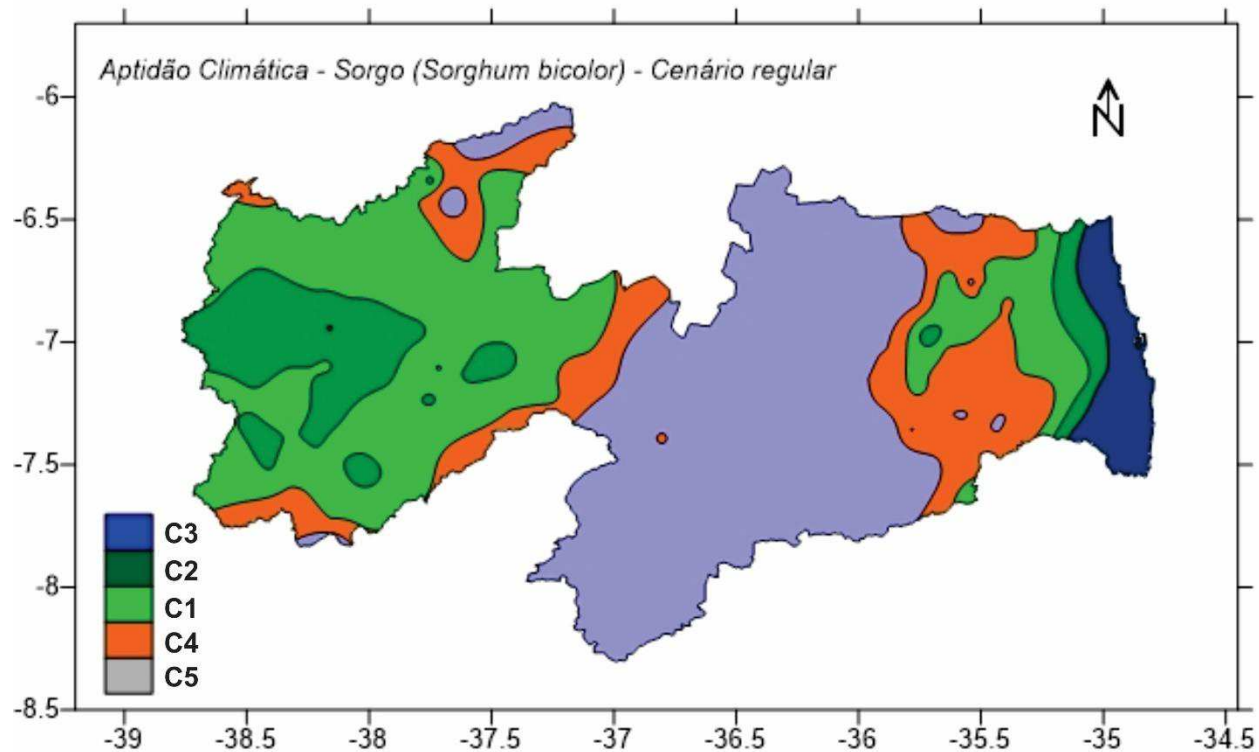 Aptidão Climática - Sorgo (Sorghum bicolor) - Cenário regular
N
-6
-6.5
-7
-7.5
-8
-8.5
C3
C2
C1
C4
C5
-39 -38.5 -38 -37.5 -37 -36.5 -36 -35.5 -35 -34.5